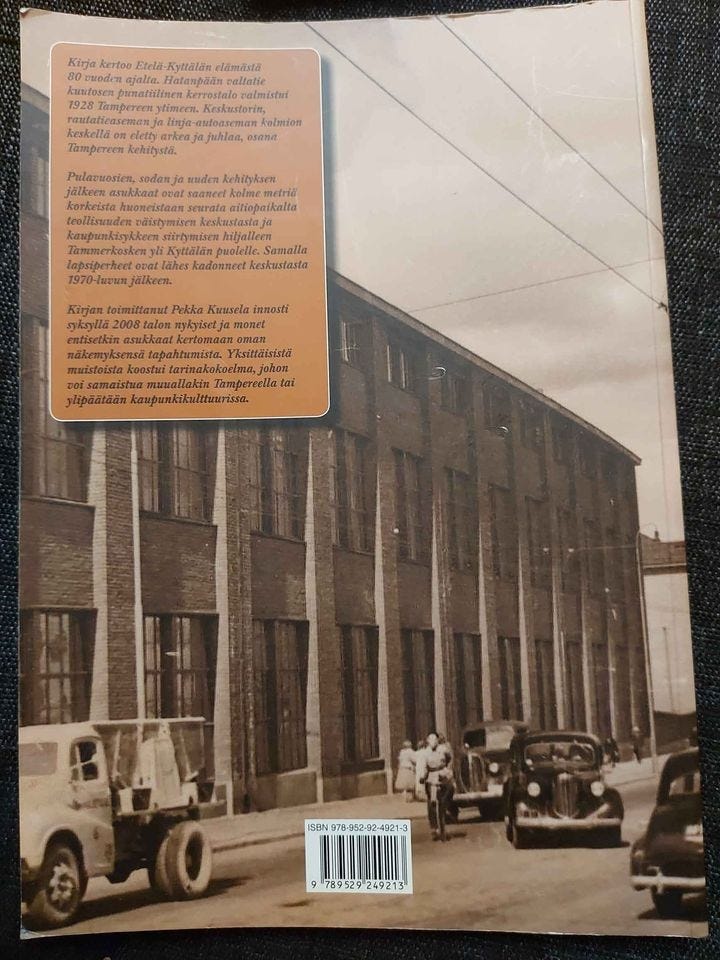 Kirja kertoo Etelä-Kyttälän elämästä
80 vuoden ajalta. Hatanpään valtatie
kuutosen punatiilinen kerrostalo valmistui
1928 Tampereen ytimeen. Keskustorin,
rautatieaseman ja linja-autoaseman kolmion
keskellä on eletty arkea ja juhlaa, osana
Tampereen kehitystä.
Pulavuosien, sodan ja uuden kehityksen
jälkeen asukkaat ovat saaneet kolme metriä
korkeista huoneistaan seurata aitiopaikalta
teollisuuden väistymisen keskustasta ja
kaupunkisykkeen siirtymisen hiljalleen
Tammerkosken yli Kyttälän puolelle. Samalla
lapsiperheet ovat lähes kadonneet keskustasta
1970-luvun jälkeen.
Kirjan toimittanut Pekka Kuusela innosti
syksyllä 2008 talon nykyiset ja monet
entisetkin asukkaat kertomaan oman
näkemyksensä tapahtumista. Yksittäisistä
muistoista koostui tarinakokoelma, johon
voi samaistua muuallakin Tampereella tai
ylipäätään kaupunkikulttuurissa.
ISBN 978-952-92-4921-3
9 789529 249213